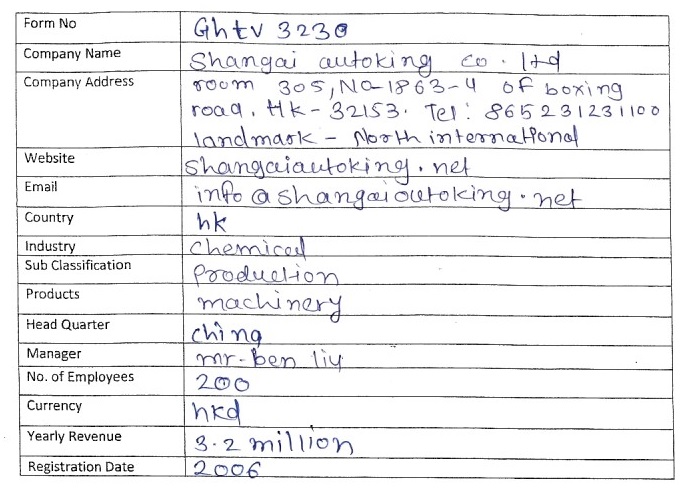 Form No Ghtv 3230
Company Name Shangai autoking co. ltd
Company Address room 305, No-1863-4 of boxing
road, Hk-32153. Tel: 865231231100
landmark - North international
Website shangaiautoking.net
Email info@shangaiautoking.net
Country hk
Industry chemical
Sub Classification Production
Products machinery
Head Quarter china
Manager mr. ben liu
No. of Employees 200
Currency hkd
Yearly Revenue 3.2 million
Registration Date 2006